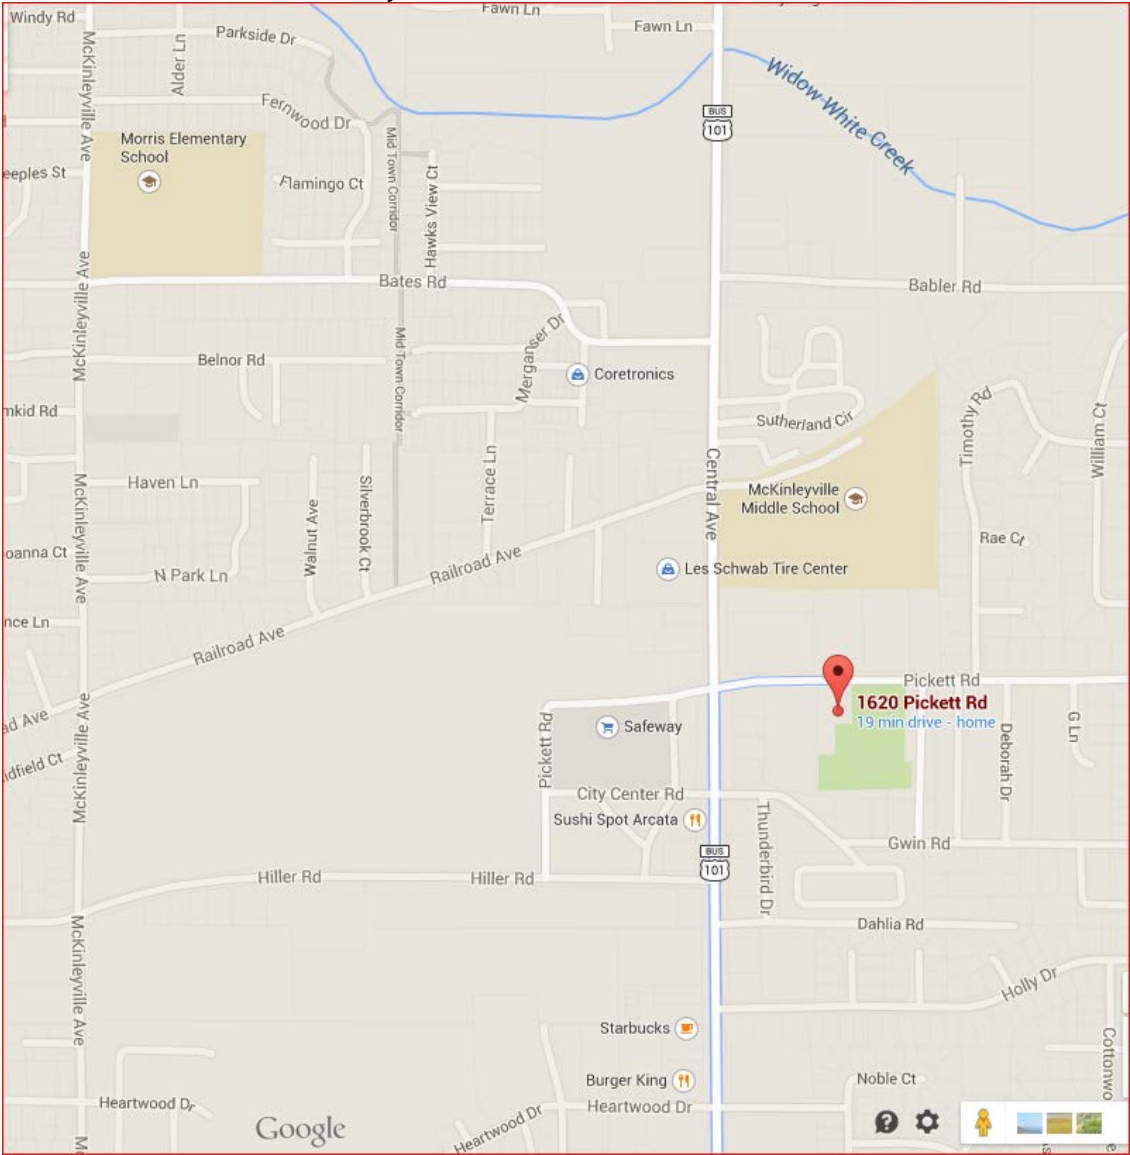 Fawn Ln
Windy Rd
Parkside Dr
Fawn Ln
McKinleyville Ave
Alder Ln
Widow White Creek
Fernwood Dr
BUS
101
Morris Elementary
School
Mid Town Corridor
eeples St
Flamingo Ct
Hawks View Ct
McKinleyville Ave
Bates Rd
Babler Rd
Merganser Dr
Mid Town Corridor
Belnor Rd
Coretronics
mkid Rd
Timothy Rd
William Ct
Sutherland Cir
Central Ave
Terrace Ln
McKinleyville Ave
Haven Ln
Silverbrook Ct
Walnut Ave
McKinleyville
Middle School
Rae Ct
oanna Ct
N Park Ln
Railroad Ave
Les Schwab Tire Center
nce Ln
Railroad Ave
Pickett Rd
1620 Pickett Rd
19 min drive - home
ad Ave
McKinleyville Ave
Pickett Rd
Safeway
Deborah Dr
G Ln
idfield Ct
City Center Rd
Sushi Spot Arcata
Thunderbird Dr
Gwin Rd
BUS
101
Hiller Rd
Hiller Rd
Dahlia Rd
McKinleyville Ave
Holly Dr
Starbucks
Cottonwo
Burger King
Noble Ct
Heartwood Dr
Heartwood Dr
Heartwood Dr
Google
Mc